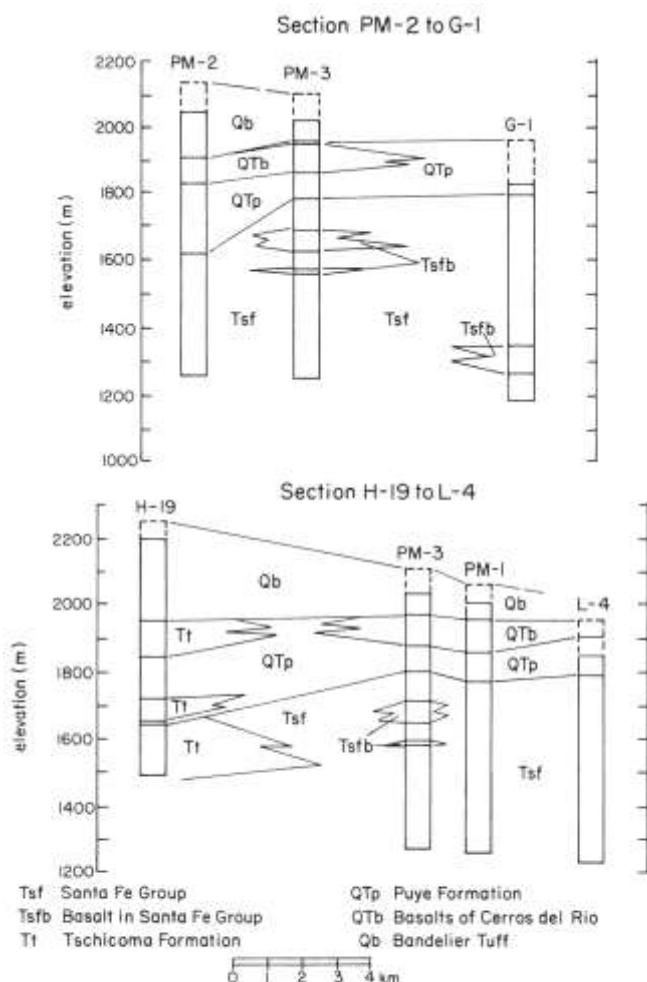 Section PM-2 to G-1
2200
PM-2
PM-3
G-1
2000
Qb
QTb
QTp
1800
QTp
1600
Tsfb
elevation (m)
1400
Tsf
Tsf
Tsfb
1200
1000
Section H-19 to L-4
H-19
PM-3
PM-1
L-4
2200
2000
Qb
Qb
Tt
QTb
1800
QTp
QTp
Tt
elevation (m)
1600
Tsf
Tsfb
Tt
Tsf
1400
1200
Tsf Santa Fe Group
Tsfb Basalt in Santa Fe Group
Tt Tschicoma Formation
QTp Puye Formation
QTb Basalts of Cerros del Rio
Qb Bandelier Tuff
0 1 2 3 4 km